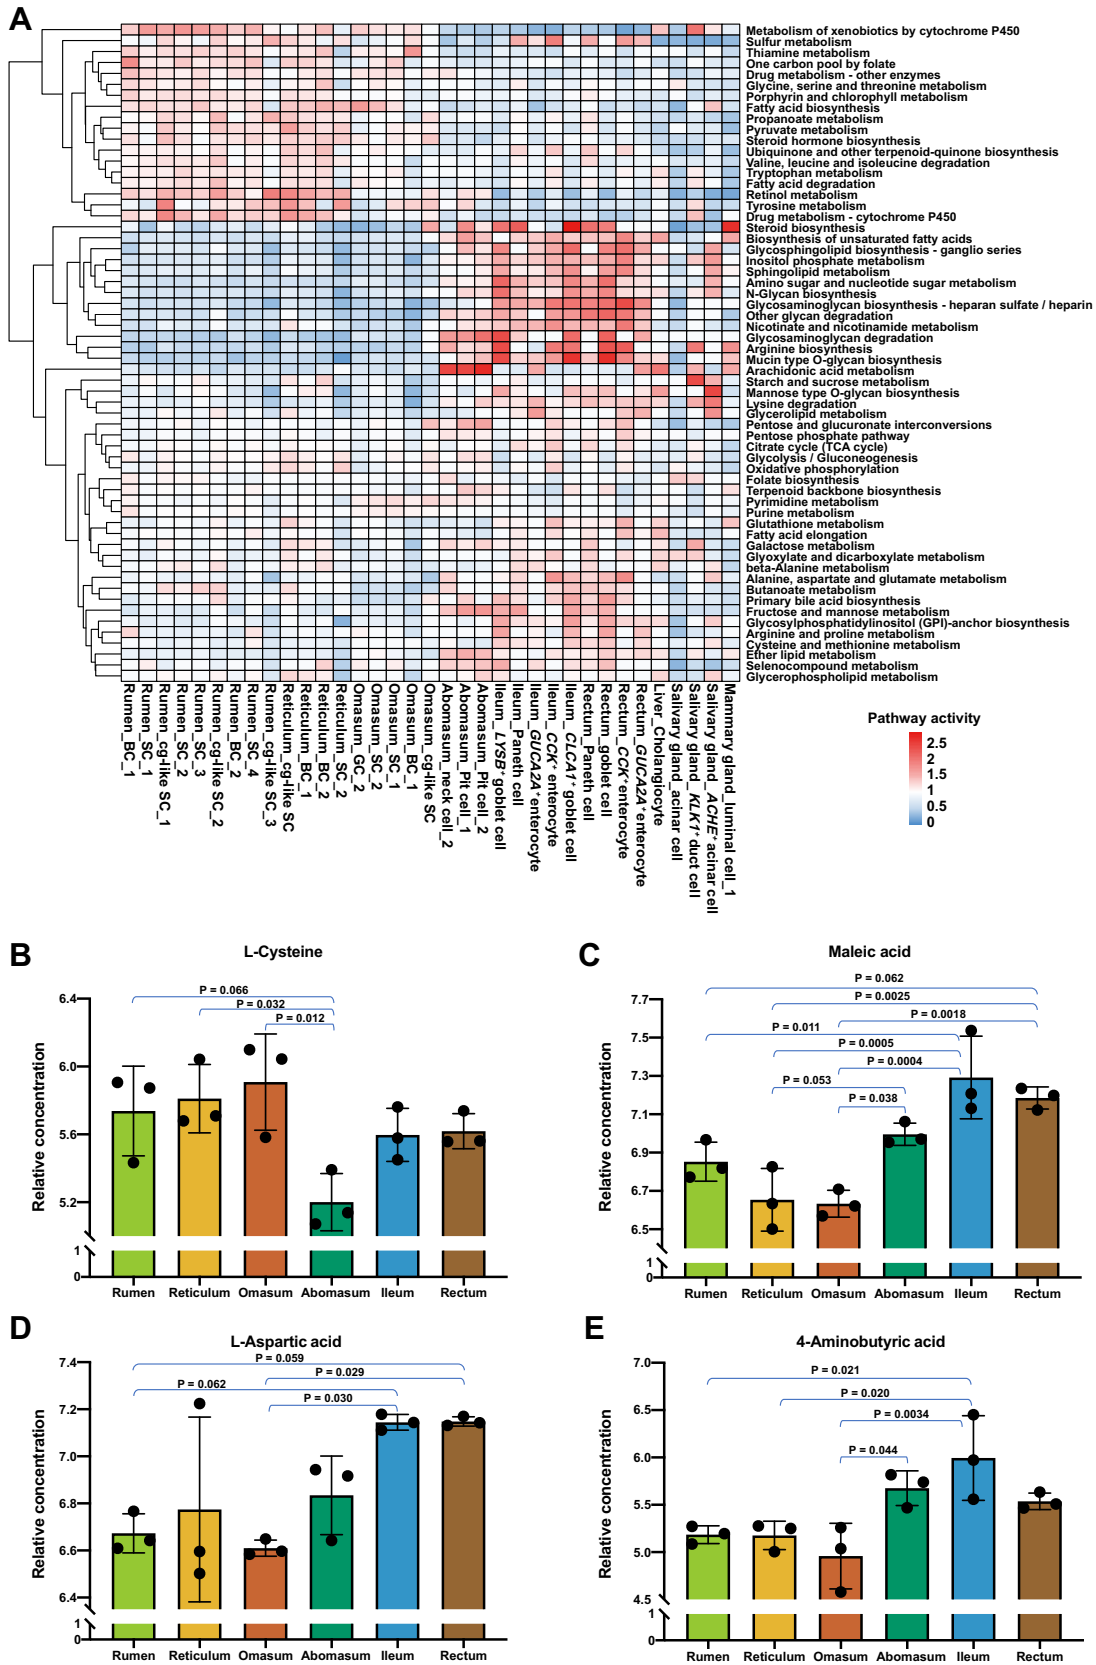 A
Metabolism of xenobiotics by cytochrome P450
Sulfur metabolism
Thiamine metabolism
One carbon pool by folate
Drug metabolism - other enzymes
Glycine, serine and threonine metabolism
Porphyrin and chlorophyll metabolism
Fatty acid biosynthesis
Propanoate metabolism
Pyruvate metabolism
Steroid hormone biosynthesis
Ubiquinone and other terpenoid-quinone biosynthesis
Valine, leucine and isoleucine degradation
Tryptophan metabolism
Fatty acid degradation
Retinol metabolism
Tyrosine metabolism
Drug metabolism - cytochrome P450
Steroid biosynthesis
Biosynthesis of unsaturated fatty acids
Glycosphingolipid biosynthesis - ganglio series
Inositol phosphate metabolism
Sphingolipid metabolism
Amino sugar and nucleotide sugar metabolism
N-Glycan biosynthesis
Glycosaminoglycan biosynthesis - heparan sulfate / heparin
Other glycan degradation
Nicotinate and nicotinamide metabolism
Glycosaminoglycan degradation
Arginine biosynthesis
Mucin type O-glycan biosynthesis
Arachidonic acid metabolism
Starch and sucrose metabolism
Mannose type O-glycan biosynthesis
Lysine degradation
Glycerolipid metabolism
Pentose and glucuronate interconversions
Pentose phosphate pathway
Citrate cycle (TCA cycle)
Glycolysis / Gluconeogenesis
Oxidative phosphorylation
Folate biosynthesis
Terpenoid backbone biosynthesis
Pyrimidine metabolism
Purine metabolism
Glutathione metabolism
Fatty acid elongation
Galactose metabolism
Glyoxylate and dicarboxylate metabolism
beta-Alanine metabolism
Alanine, aspartate and glutamate metabolism
Butanoate metabolism
Primary bile acid biosynthesis
Fructose and mannose metabolism
Glycosylphosphatidylinositol (GPI)-anchor biosynthesis
Arginine and proline metabolism
Cysteine and methionine metabolism
Ether lipid metabolism
Selenocompound metabolism
Glycerophospholipid metabolism
Rumen_BC_1
Rumen_SC_1
Rumen_cg-like SC_1
Rumen_SC_2
Rumen_SC_3
Rumen_cg-like SC_2
Rumen_BC_2
Rumen_SC_4
Rumen_cg-like SC_3
Reticulum_cg-like SC
Reticulum_BC_1
Reticulum_BC_2
Reticulum_SC_2
Omasum_GC_2
Omasum_SC_2
Omasum_SC_1
Omasum_BC_1
Omasum_cg-like SC
Abomasum_neck cell_2
Abomasum_Pit cell_1
Abomasum_Pit cell_2
Ileum_LYSB⁺ goblet cell
Ileum_Paneth cell
Ileum_GUCA2A⁺enterocyte
Ileum_CCK⁺ enterocyte
Ileum_CLCA1⁺ goblet cell
Rectum_Paneth cell
Rectum_goblet cell
Rectum_CCK⁺enterocyte
Rectum_GUCA2A⁺enterocyte
Liver_Cholangiocyte
Salivary gland_acinar cell
Salivary gland_KLK1⁺ duct cell
Salivary gland_ACHE⁺ acinar cell
Mammary gland_luminal cell_1
Pathway activity
2.5
2
1.5
1
0.5
0
B
L-Cysteine
P = 0.066
P = 0.032
P = 0.012
Relative concentration
6.4
6.0
5.6
5.2
1
0
Rumen Reticulum Omasum Abomasum Ileum Rectum
C
Maleic acid
P = 0.062
P = 0.0025
P = 0.0018
P = 0.011
P = 0.0005
P = 0.0004
P = 0.053
P = 0.038
Relative concentration
7.7
7.5
7.3
7.1
6.9
6.7
6.5
1
0
Rumen Reticulum Omasum Abomasum Ileum Rectum
D
L-Aspartic acid
P = 0.059
P = 0.029
P = 0.062
P = 0.030
Relative concentration
7.4
7.2
7.0
6.8
6.6
6.4
1
0
Rumen Reticulum Omasum Abomasum Ileum Rectum
E
4-Aminobutyric acid
P = 0.021
P = 0.020
P = 0.0034
P = 0.044
Relative concentration
7.0
6.0
5.5
5.0
4.5
1
0
Rumen Reticulum Omasum Abomasum Ileum Rectum